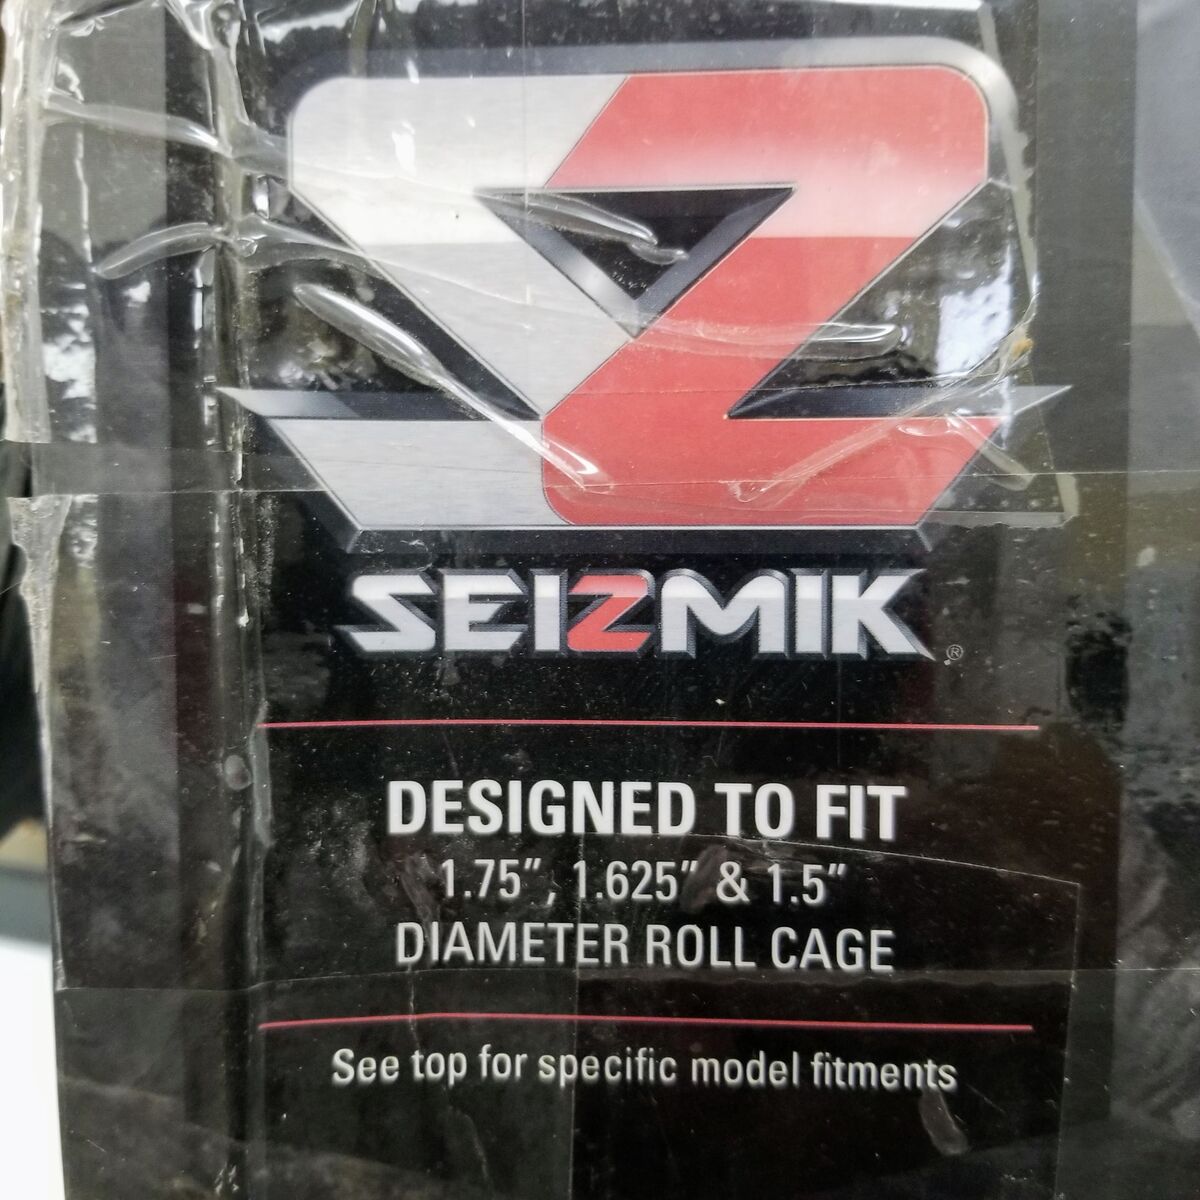 SEIZMIK®
DESIGNED TO FIT
1.75", 1.625" & 1.5"
DIAMETER ROLL CAGE
See top for specific model fitments